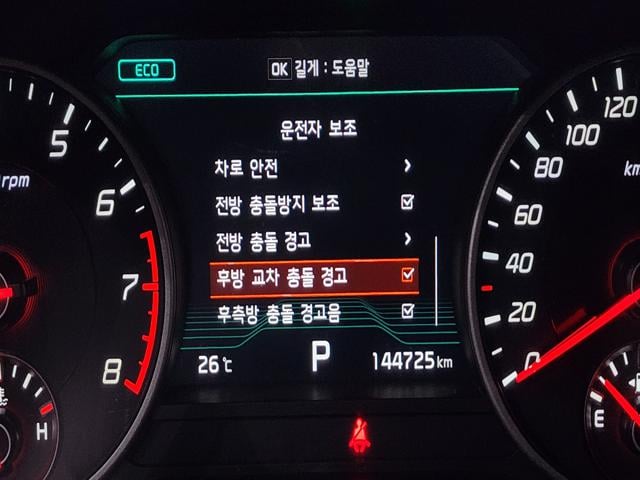 ECO
OK 길게 : 도움말
운전자 보조
차로 안전
전방 충돌방지 보조
전방 충돌 경고
후방 교차 충돌 경고
후측방 충돌 경고음
26℃ P 144725 km
5
6
7
8
rpm
H
120
100
80
60
40
20
0
km
E